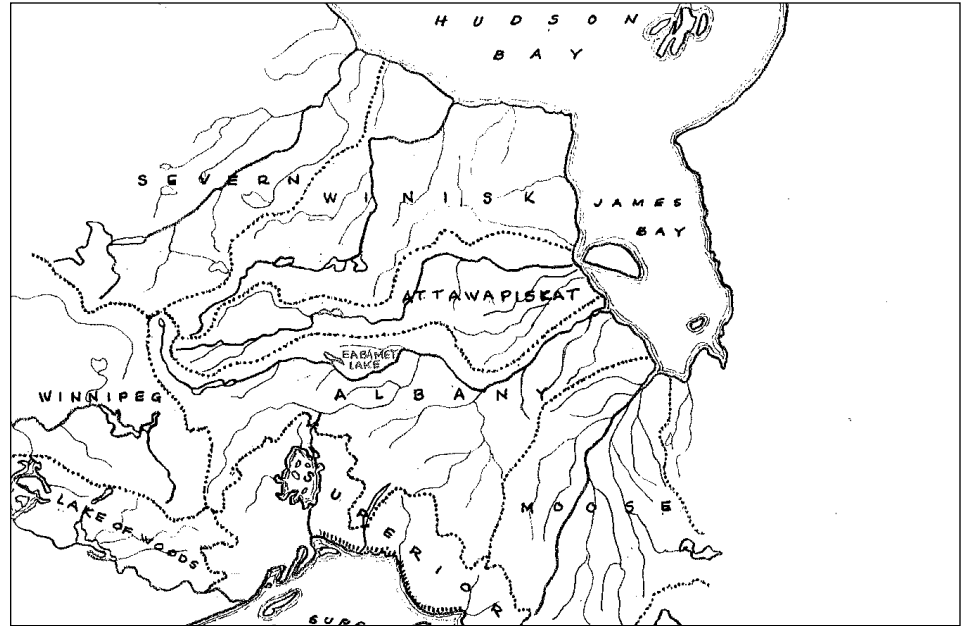 HUDSON
BAY
SEVERN
WINISK
JAMES
BAY
ATTAWAPISKAT
EABAMET
LAKE
WINNIPEG
ALBANY
LAKE OF WOODS
SUPERIOR
MOOSE